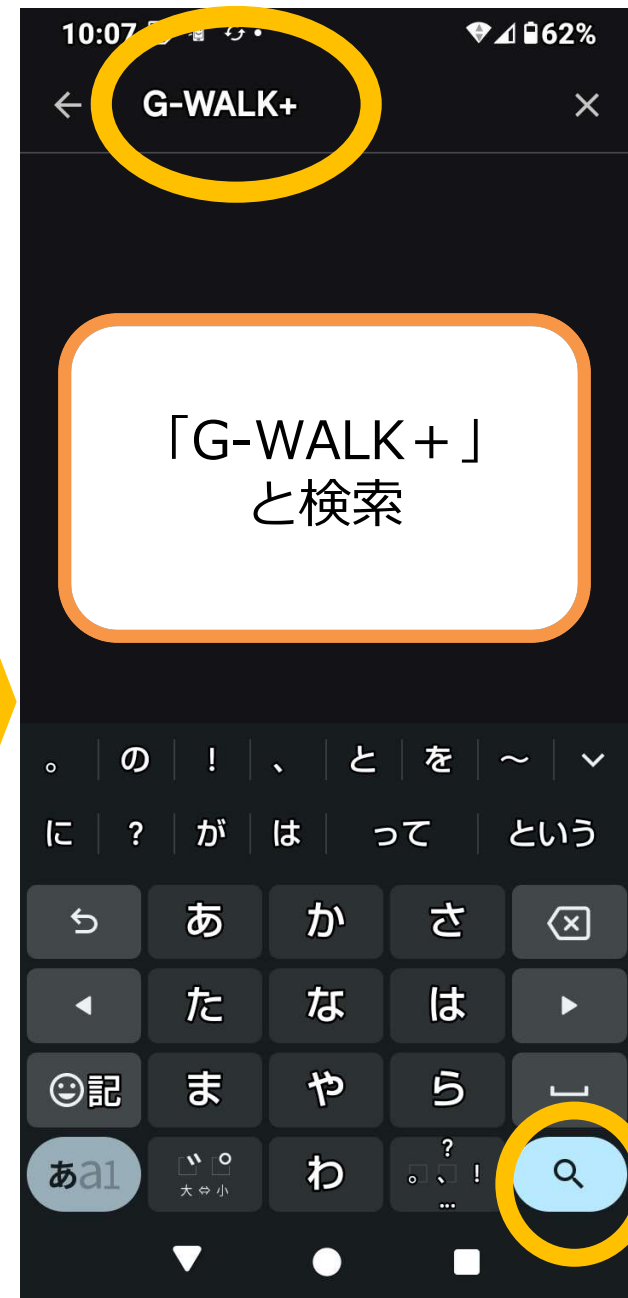 10:07 62%
G-WALK+
「G-WALK＋」
と検索
。 の ! 、 と を ～
に ? が は って という
あ か さ
た な は
記 ま や ら
あa1 大⇔小 わ 。?!、…